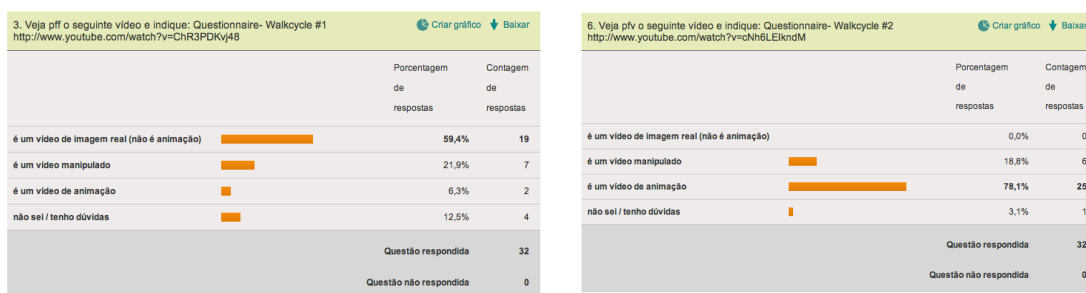 3. Veja pff o seguinte vídeo e indique: Questionnaire- Walkcycle #1
http://www.youtube.com/watch?v=ChR3PDKvj48
Criar gráfico Baixar
Porcentagem de respostas
Contagem de respostas
é um vídeo de imagem real (não é animação) 59,4% 19
é um vídeo manipulado 21,9% 7
é um vídeo de animação 6,3% 2
não sei / tenho dúvidas 12,5% 4
Questão respondida 32
Questão não respondida 0
6. Veja pfv o seguinte vídeo e indique: Questionnaire- Walkcycle #2
http://www.youtube.com/watch?v=cNh6LElkndM
Criar gráfico Baixar
Porcentagem de respostas
Contagem de respostas
é um vídeo de imagem real (não é animação) 0,0% 0
é um vídeo manipulado 18,8% 6
é um vídeo de animação 78,1% 25
não sei / tenho dúvidas 3,1% 1
Questão respondida 32
Questão não respondida 0